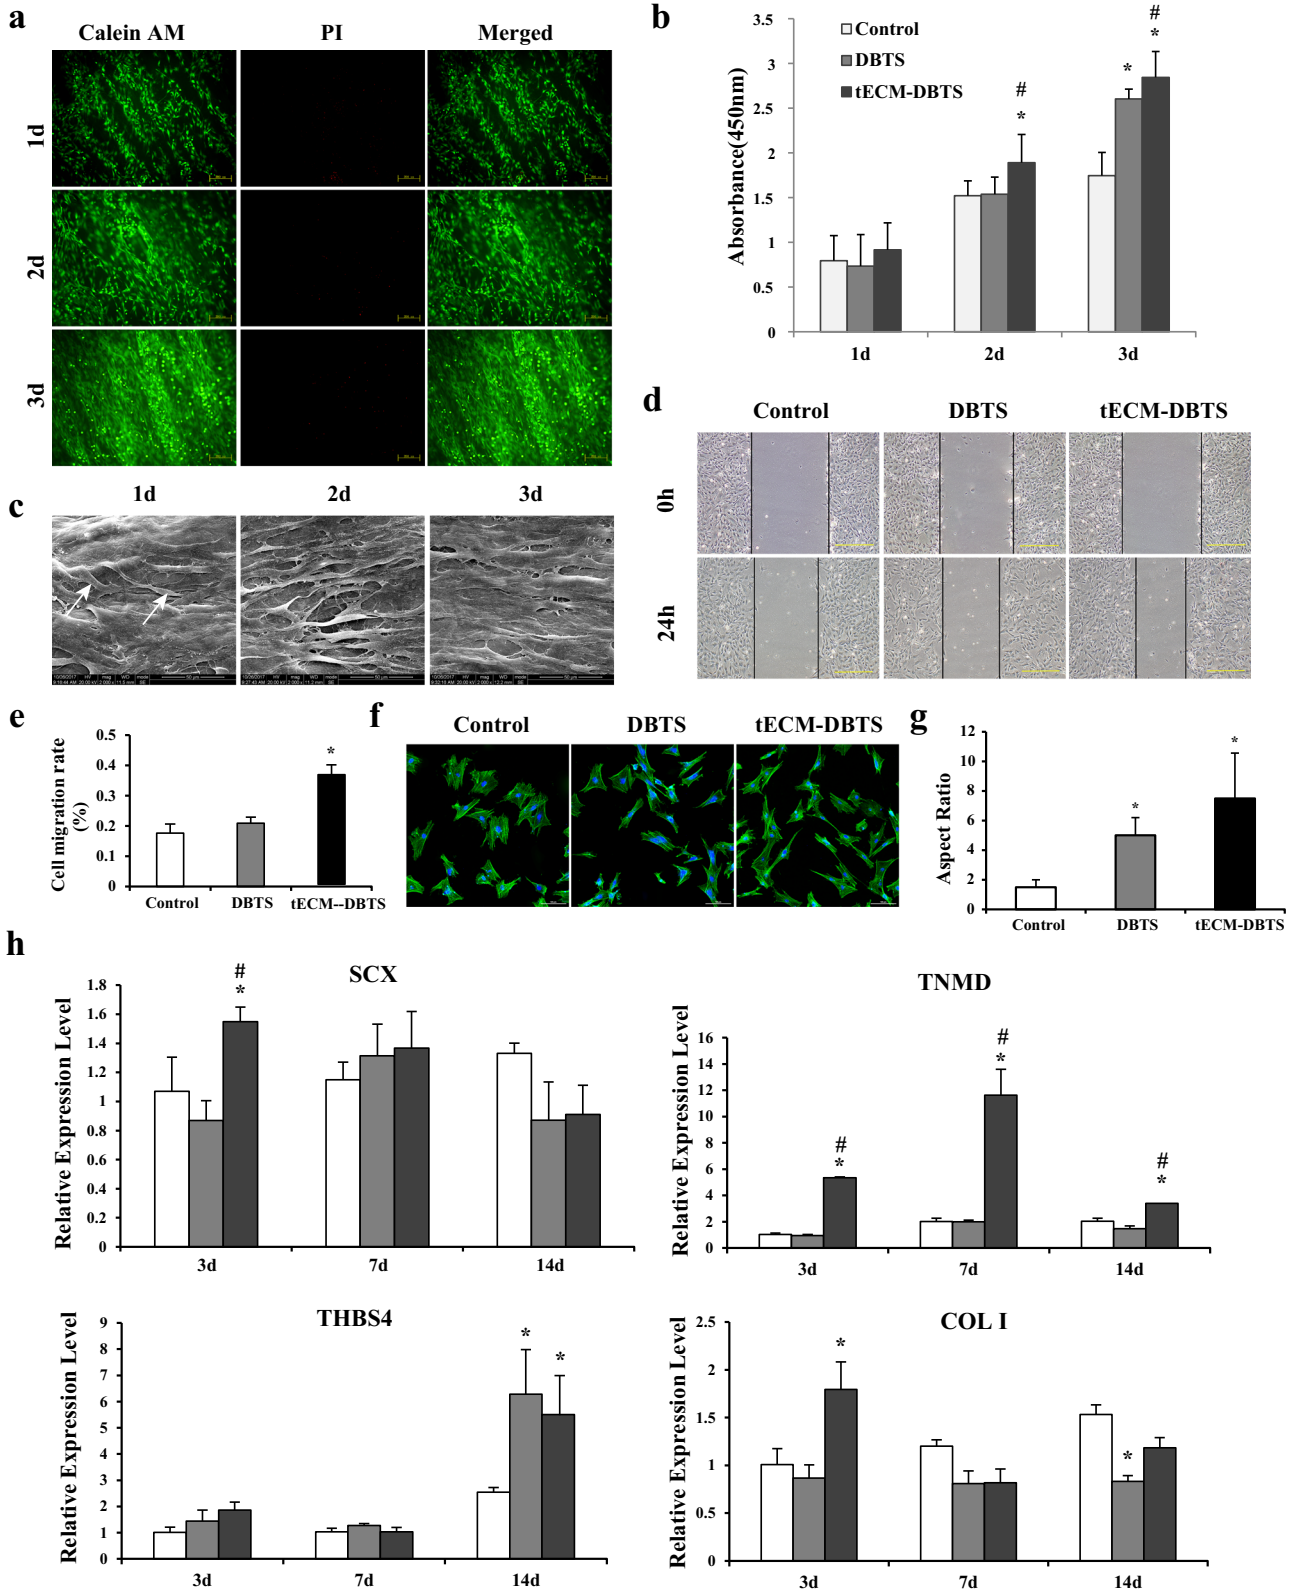 a
Calein AM
PI
Merged
1d
2d
3d
b
Absorbance(450nm)
3.5
3
2.5
2
1.5
1
0.5
0
Control
DBTS
tECM-DBTS
*
#
*
#
*
1d
2d
3d
c
1d
2d
3d
d
Control
DBTS
tECM-DBTS
0h
24h
e
Cell migration rate
(%)
0.5
0.4
0.3
0.2
0.1
0
*
Control
DBTS
tECM--DBTS
f
Control
DBTS
tECM-DBTS
g
Aspect Ratio
12
10
8
6
4
2
0
*
*
Control
DBTS
tECM-DBTS
h
SCX
Relative Expression Level
1.8
1.6
1.4
1.2
1
0.8
0.6
0.4
0.2
0
#
*
3d
7d
14d
TNMD
Relative Expression Level
16
14
12
10
8
6
4
2
0
#
*
#
*
#
*
3d
7d
14d
THBS4
Relative Expression Level
9
8
7
6
5
4
3
2
1
0
*
*
3d
7d
14d
COL I
Relative Expression Level
2.5
2
1.5
1
0.5
0
*
*
3d
7d
14d